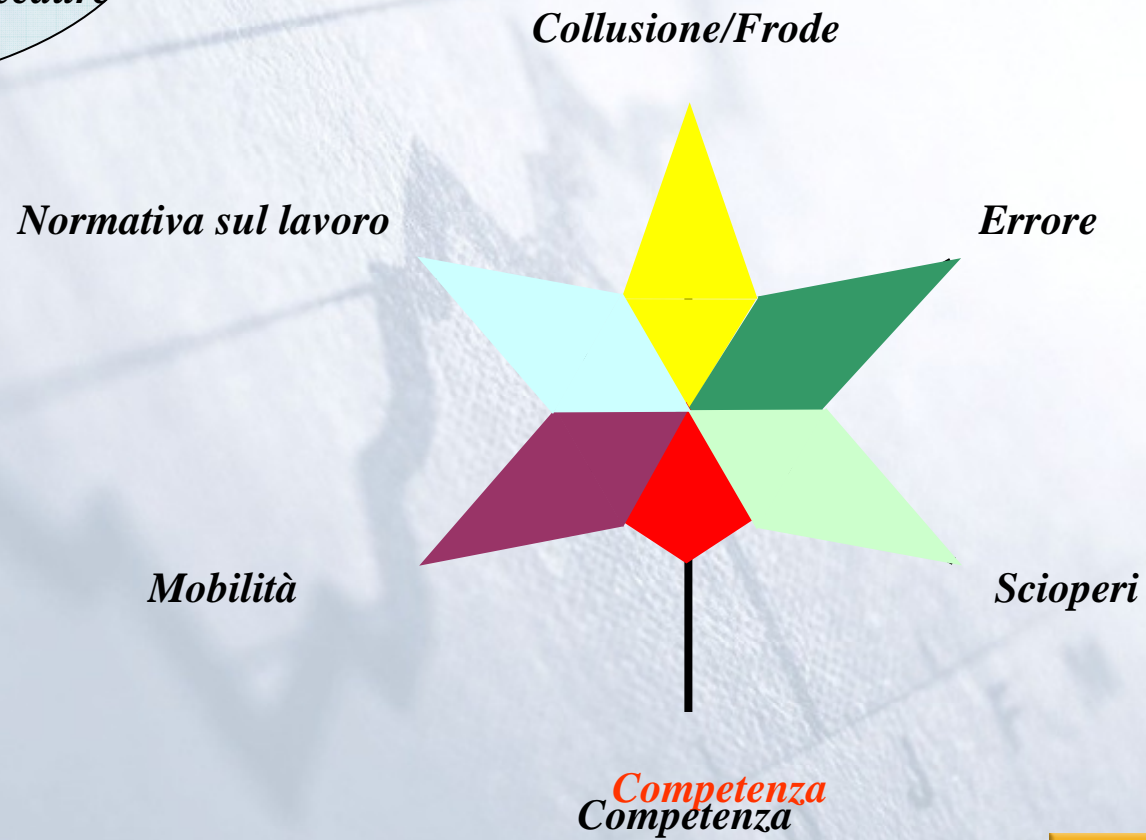 Collusione/Frode
Normativa sul lavoro
Errore
Mobilità
Scioperi
Competenza
Competenza